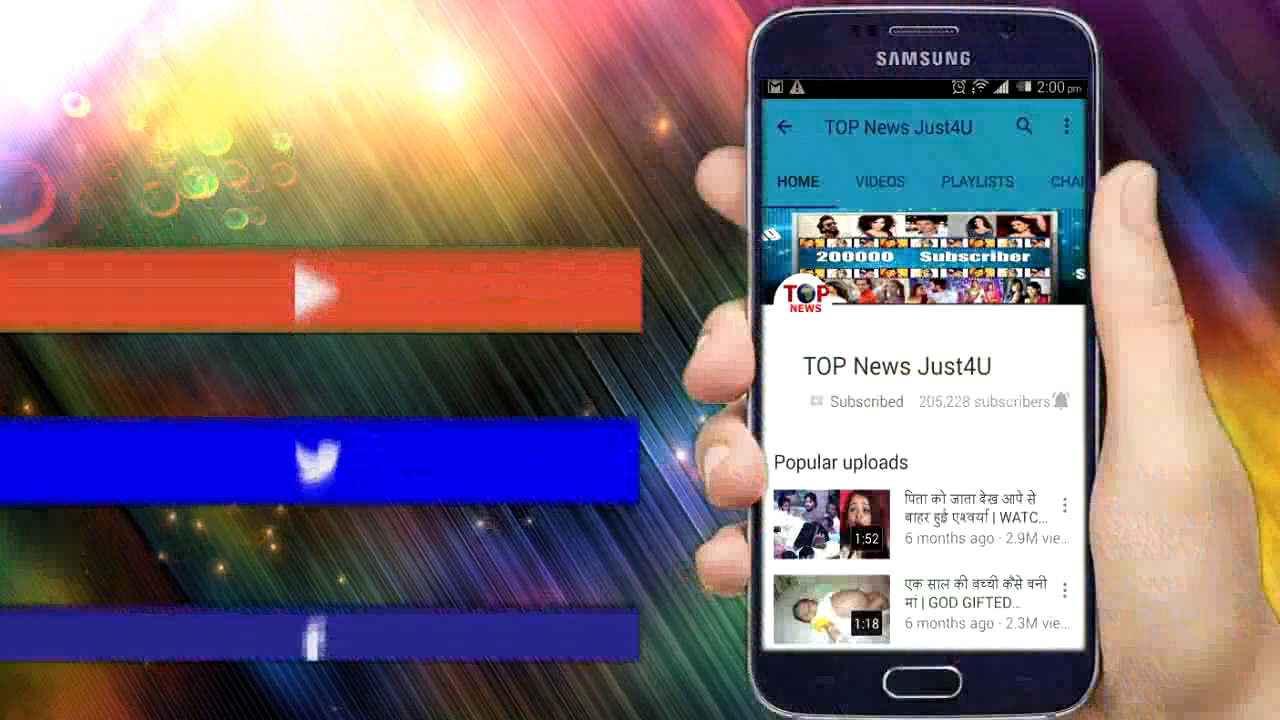 SAMSUNG
2:00 pm
TOP News Just4U
HOME VIDEOS PLAYLISTS CHA
200000 Subscriber
TOP
NEWS
TOP News Just4U
Subscribed 205,228 subscribers
Popular uploads
पिता को जाता देख आपे से
बाहर हुई एश्वर्या | WATC...
6 months ago · 2.9M vie...
1:52
एक साल की बच्ची कैसे बनी
मां | GOD GIFTED...
6 months ago · 2.3M vie...
1:18